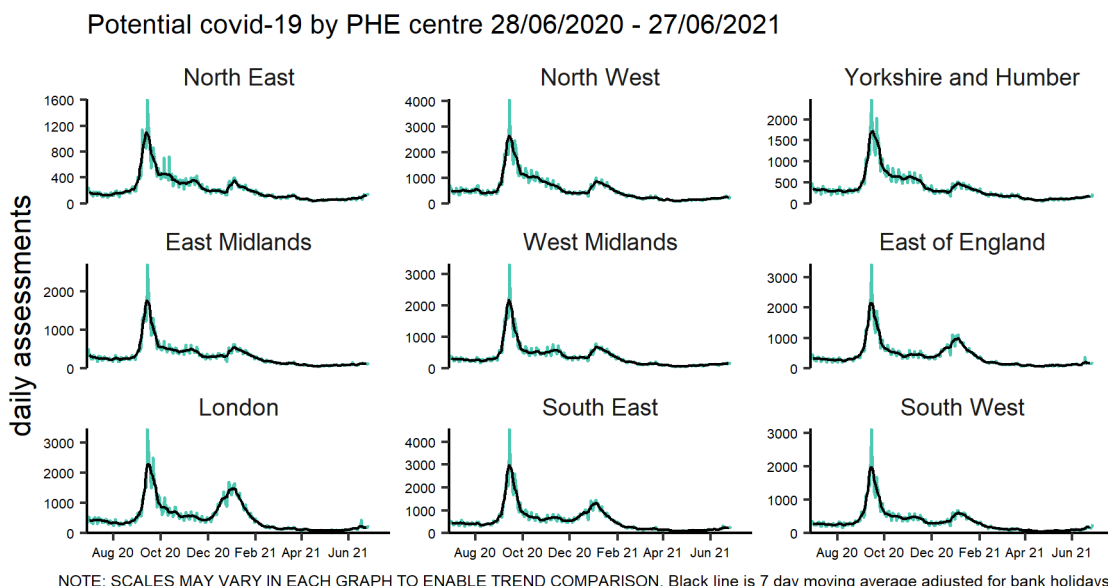 Potential covid-19 by PHE centre 28/06/2020 - 27/06/2021
daily assessments
North East
1600
1200
800
400
0
North West
4000
3000
2000
1000
0
Yorkshire and Humber
2000
1500
1000
500
0
East Midlands
2000
1000
0
West Midlands
3000
2000
1000
0
East of England
3000
2000
1000
0
London
3000
2000
1000
0
Aug 20 Oct 20 Dec 20 Feb 21 Apr 21 Jun 21
South East
4000
3000
2000
1000
0
Aug 20 Oct 20 Dec 20 Feb 21 Apr 21 Jun 21
South West
3000
2000
1000
0
Aug 20 Oct 20 Dec 20 Feb 21 Apr 21 Jun 21
NOTE: SCALES MAY VARY IN EACH GRAPH TO ENABLE TREND COMPARISON. Black line is 7 day moving average adjusted for bank holidays